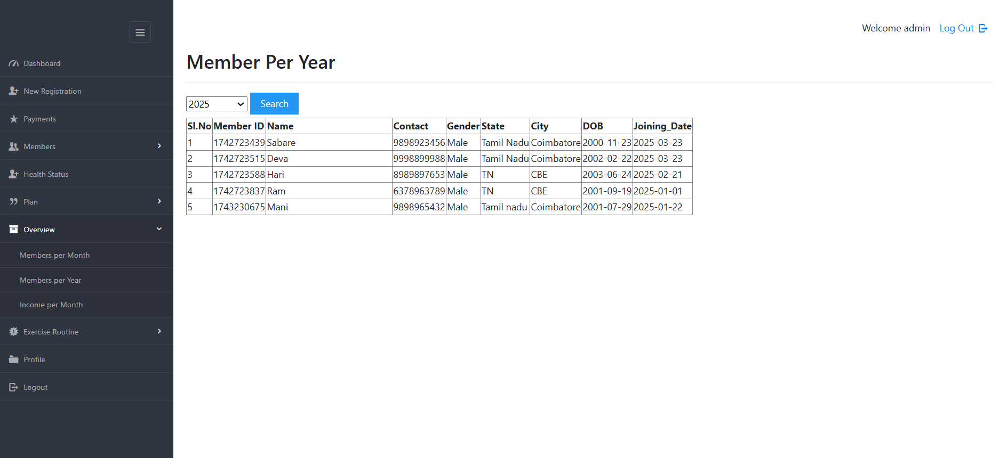 Dashboard
New Registration
Payments
Members
Health Status
Plan
Overview
Members per Month
Members per Year
Income per Month
Exercise Routine
Profile
Logout
Welcome admin Log Out
Member Per Year
2025 Search
Sl.No Member ID Name Contact Gender State City DOB Joining_Date
1 1742723439 Sabare 9898923456 Male Tamil Nadu Coimbatore 2000-11-23 2025-03-23
2 1742723515 Deva 9998899988 Male Tamil Nadu Coimbatore 2002-02-22 2025-03-23
3 1742723588 Hari 8989897653 Male TN CBE 2003-06-24 2025-02-21
4 1742723837 Ram 6378963789 Male TN CBE 2001-09-19 2025-01-01
5 1743230675 Mani 9898965432 Male Tamil nadu Coimbatore 2001-07-29 2025-01-22